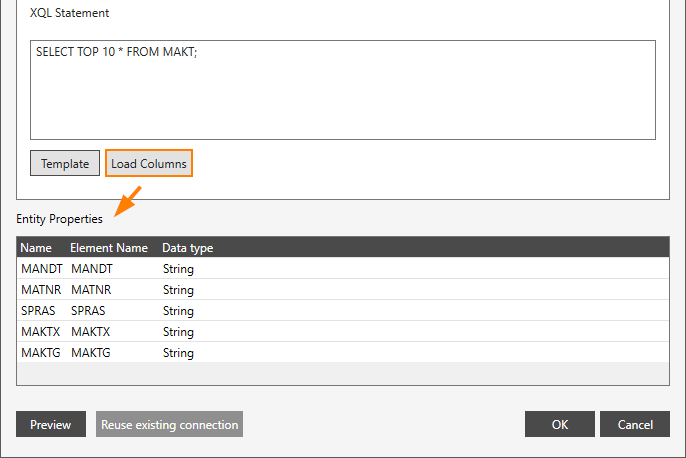 XQL Statement
SELECT TOP 10 * FROM MAKT;
Template Load Columns
Entity Properties
Name Element Name Data type
MANDT MANDT String
MATNR MATNR String
SPRAS SPRAS String
MAKTX MAKTX String
MAKTG MAKTG String
Preview Reuse existing connection OK Cancel